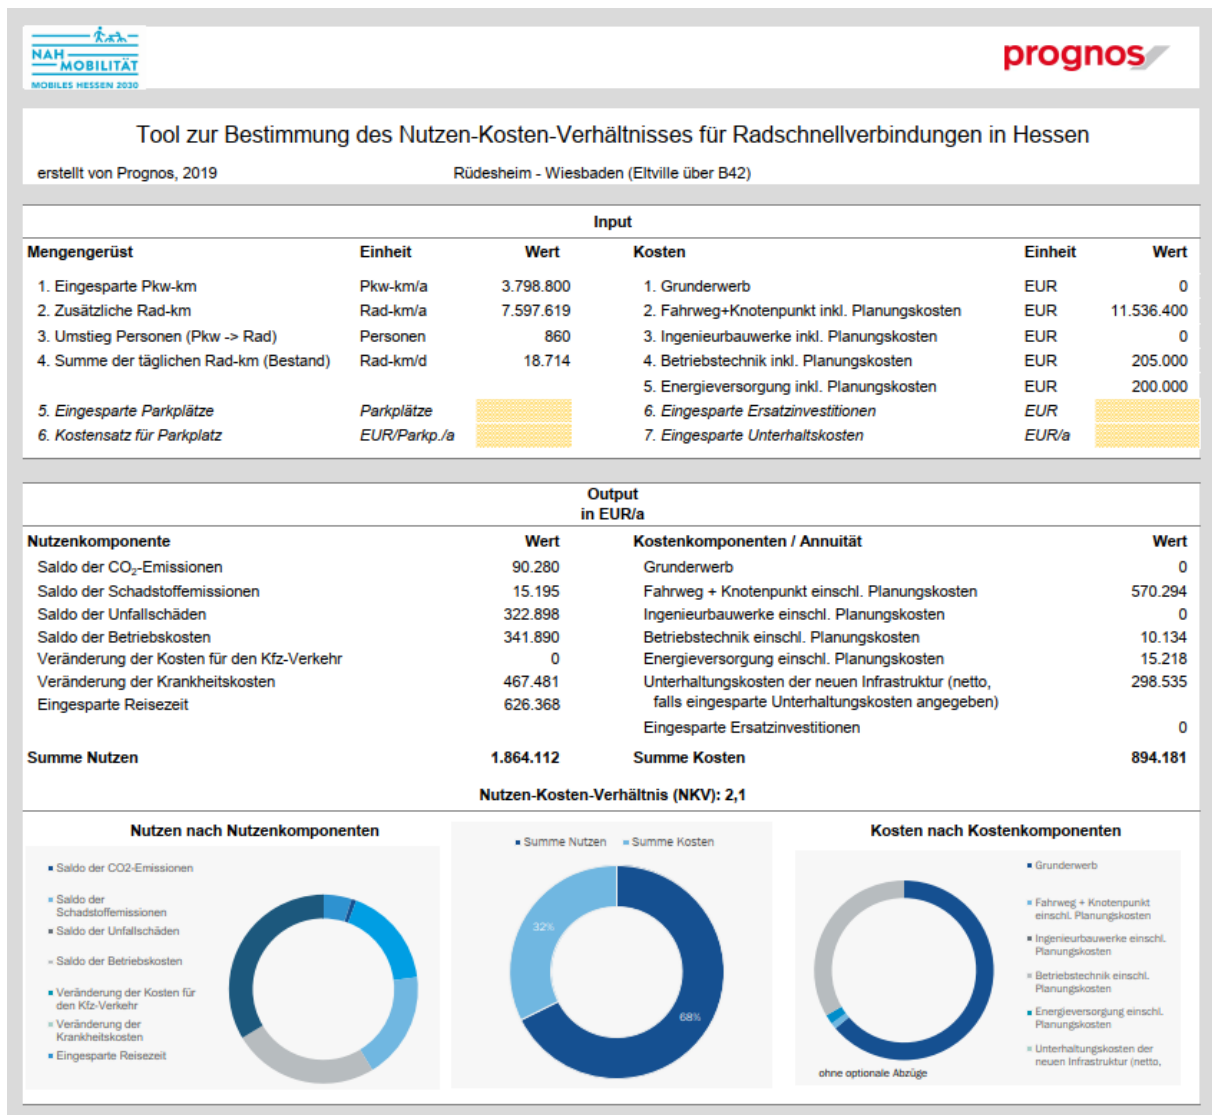 NAH
MOBILITÄT
MOBILES HESSEN 2030
prognos
Tool zur Bestimmung des Nutzen-Kosten-Verhältnisses für Radschnellverbindungen in Hessen
erstellt von Prognos, 2019 Rüdesheim - Wiesbaden (Eltville über B42)
Input
Mengengerüst Einheit Wert Kosten Einheit Wert
1. Eingesparte Pkw-km Pkw-km/a 3.798.800 1. Grunderwerb EUR 0
2. Zusätzliche Rad-km Rad-km/a 7.597.619 2. Fahrweg+Knotenpunkt inkl. Planungskosten EUR 11.536.400
3. Umstieg Personen (Pkw -> Rad) Personen 860 3. Ingenieurbauwerke inkl. Planungskosten EUR 0
4. Summe der täglichen Rad-km (Bestand) Rad-km/d 18.714 4. Betriebstechnik inkl. Planungskosten EUR 205.000
5. Energieversorgung inkl. Planungskosten EUR 200.000
5. Eingesparte Parkplätze Parkplätze 6. Eingesparte Ersatzinvestitionen EUR
6. Kostensatz für Parkplatz EUR/Parkp./a 7. Eingesparte Unterhaltskosten EUR/a
Output
in EUR/a
Nutzenkomponente Wert Kostenkomponenten / Annuität Wert
Saldo der CO₂-Emissionen 90.280 Grunderwerb 0
Saldo der Schadstoffemissionen 15.195 Fahrweg + Knotenpunkt einschl. Planungskosten 570.294
Saldo der Unfallschäden 322.898 Ingenieurbauwerke einschl. Planungskosten 0
Saldo der Betriebskosten 341.890 Betriebstechnik einschl. Planungskosten 10.134
Veränderung der Kosten für den Kfz-Verkehr 0 Energieversorgung einschl. Planungskosten 15.218
Veränderung der Krankheitskosten 467.481 Unterhaltungskosten der neuen Infrastruktur (netto, 298.535
Eingesparte Reisezeit 626.368 falls eingesparte Unterhaltungskosten angegeben)
Eingesparte Ersatzinvestitionen 0
Summe Nutzen 1.864.112 Summe Kosten 894.181
Nutzen-Kosten-Verhältnis (NKV): 2,1
Nutzen nach Nutzenkomponenten
Saldo der CO2-Emissionen
Saldo der
Schadstoffemissionen
Saldo der Unfallschäden
Saldo der Betriebskosten
Veränderung der Kosten für
den Kfz-Verkehr
Veränderung der
Krankheitskosten
Eingesparte Reisezeit
Summe Nutzen Summe Kosten
32%
68%
Kosten nach Kostenkomponenten
Grunderwerb
Fahrweg + Knotenpunkt
einschl. Planungskosten
Ingenieurbauwerke einschl.
Planungskosten
Betriebstechnik einschl.
Planungskosten
Energieversorgung einschl.
Planungskosten
Unterhaltungskosten der
neuen Infrastruktur (netto,
ohne optionale Abzüge